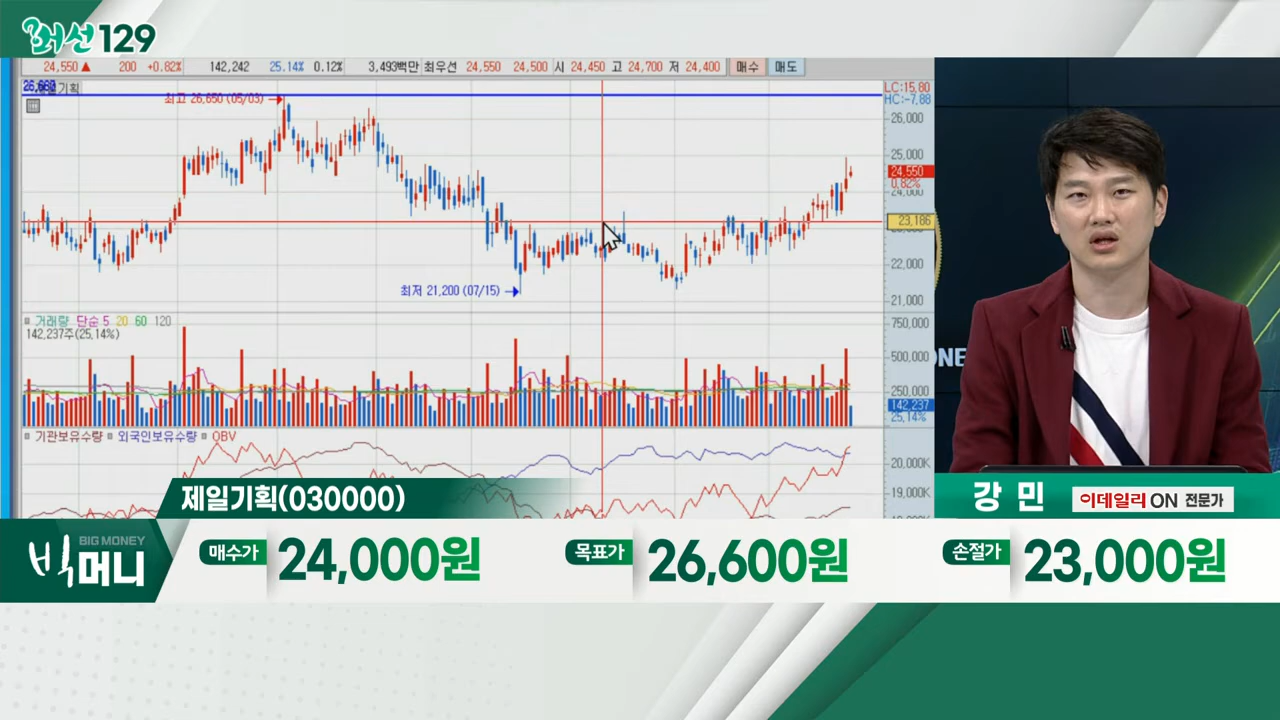 최선129
24,550 ▲ 200 +0.82% 142,242 25.14% 0.12% 3,493백만 최우선 24,550 24,500 시 24,450 고 24,700 저 24,400 매수 매도
LC:15.80
HC:-7.88
최고 26,650 (05/03)
26,000
25,000
24,550
0.82%
24,000
23,186
22,000
최저 21,200 (07/15)
21,000
거래량 단순 5 20 60 120
142,237주(25.14%)
750,000
500,000
250,000
142,237
25.14%
기관보유수량 외국인보유수량 OBV
20,000K
19,000K
제일기획(030000)
강 민 이데일리ON 전문가
BIG MONEY
빅머니
매수가 24,000원 목표가 26,600원 손절가 23,000원